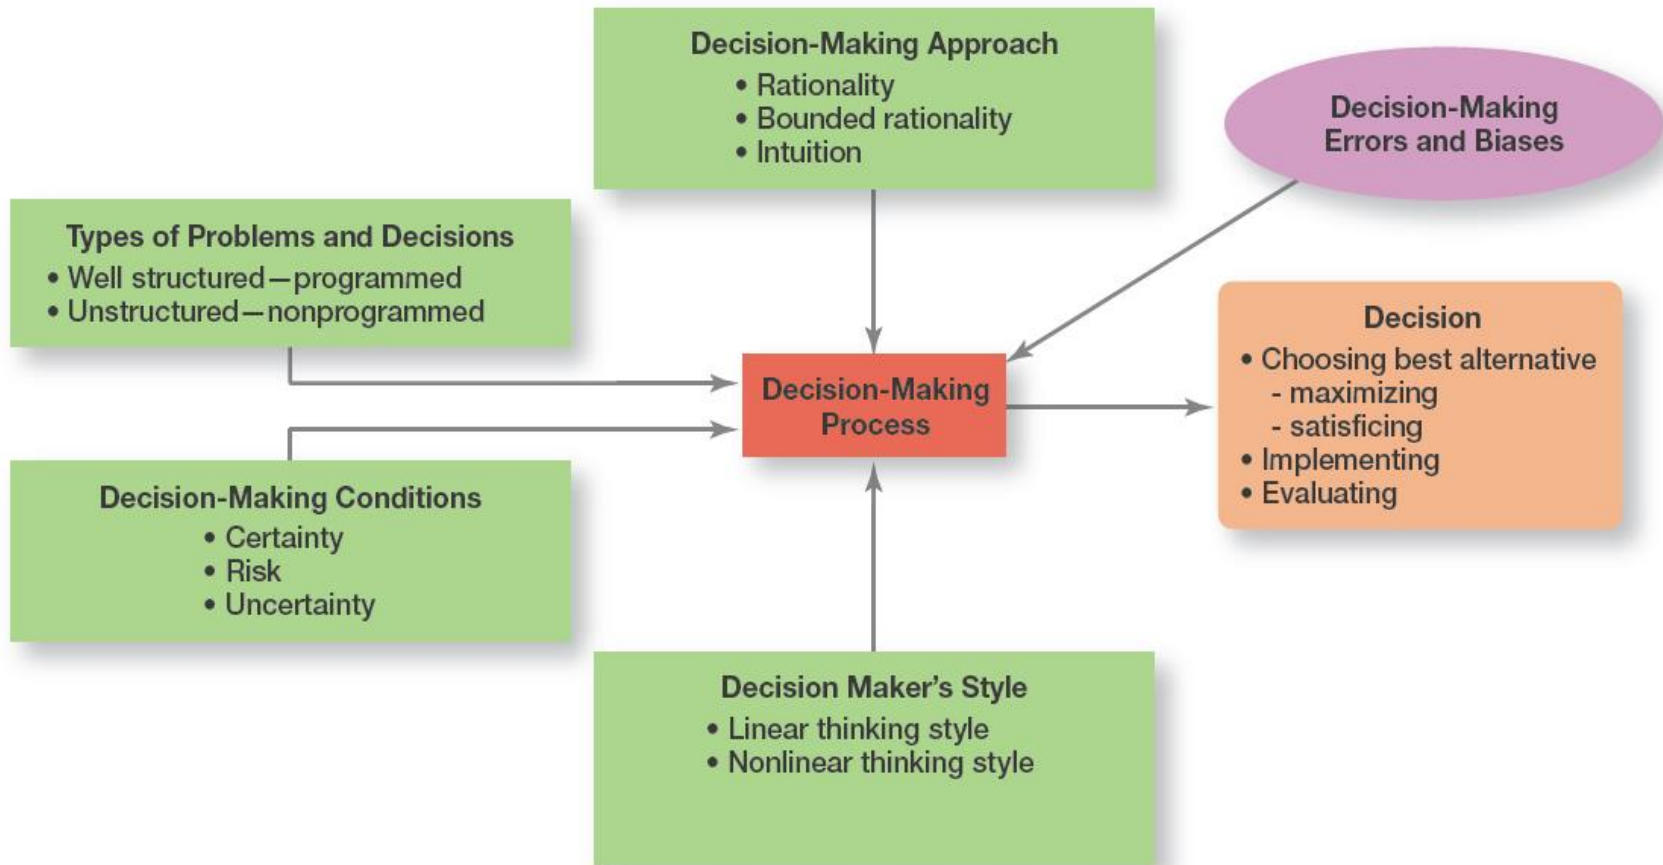 Decision-Making Approach
• Rationality
• Bounded rationality
• Intuition
Decision-Making
Errors and Biases
Types of Problems and Decisions
• Well structured—programmed
• Unstructured—nonprogrammed
Decision
• Choosing best alternative
- maximizing
- satisficing
• Implementing
• Evaluating
Decision-Making
Process
Decision-Making Conditions
• Certainty
• Risk
• Uncertainty
Decision Maker’s Style
• Linear thinking style
• Nonlinear thinking style